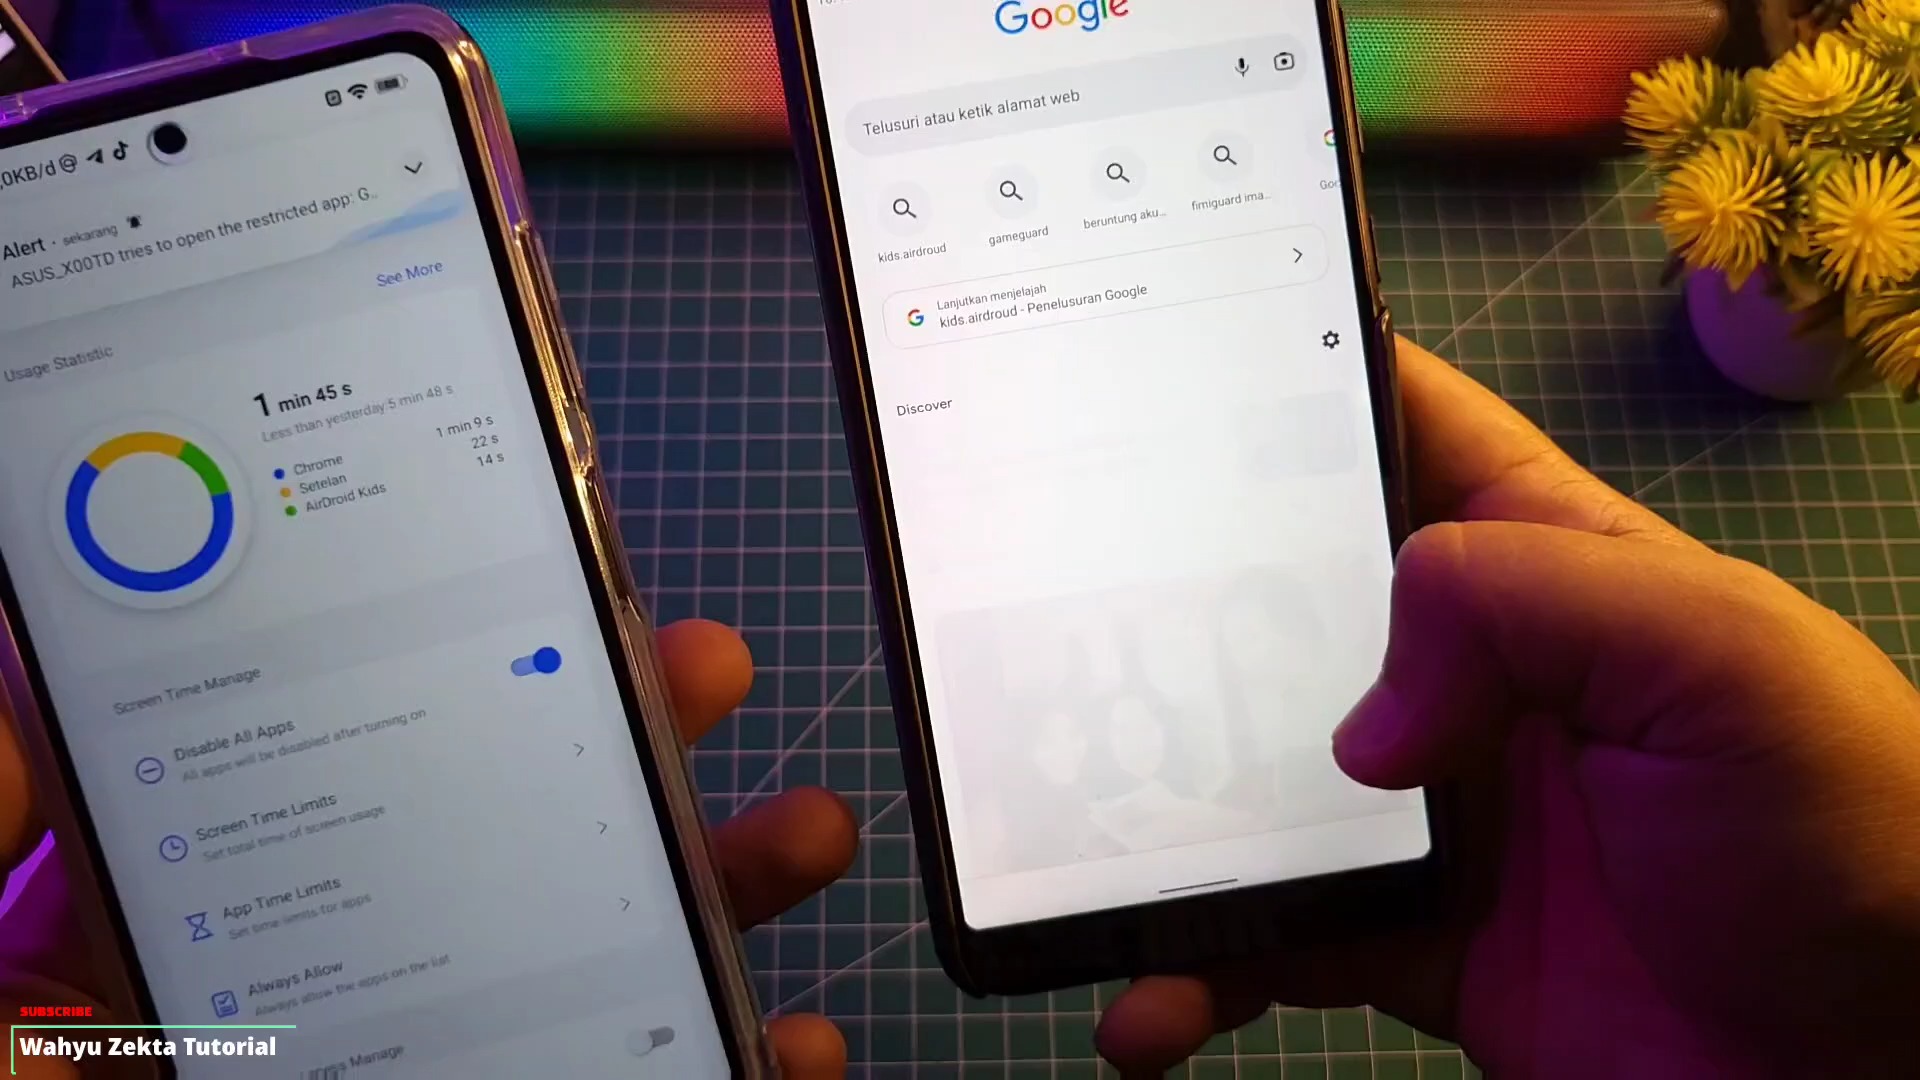 ,0KB/d
Alert · sekarang
ASUS_X00TD tries to open the restricted app: G..
See More
Usage Statistic
1 min 45 s
Less than yesterday 5 min 48 s
Chrome 1 min 9 s
Setelan 22 s
AirDroid Kids 14 s
Screen Time Manage
Disable All Apps
All apps will be disabled after turning on
Screen Time Limits
Set total time of screen usage
App Time Limits
Set time limits for apps
Always Allow
Always allow the apps on the list
Manage
Google
Telusuri atau ketik alamat web
kids.airdroud
gameguard
beruntung aku...
fimiguard ima...
Lanjutkan menjelajah
kids.airdroud - Penelusuran Google
Discover
SUBSCRIBE
Wahyu Zekta Tutorial